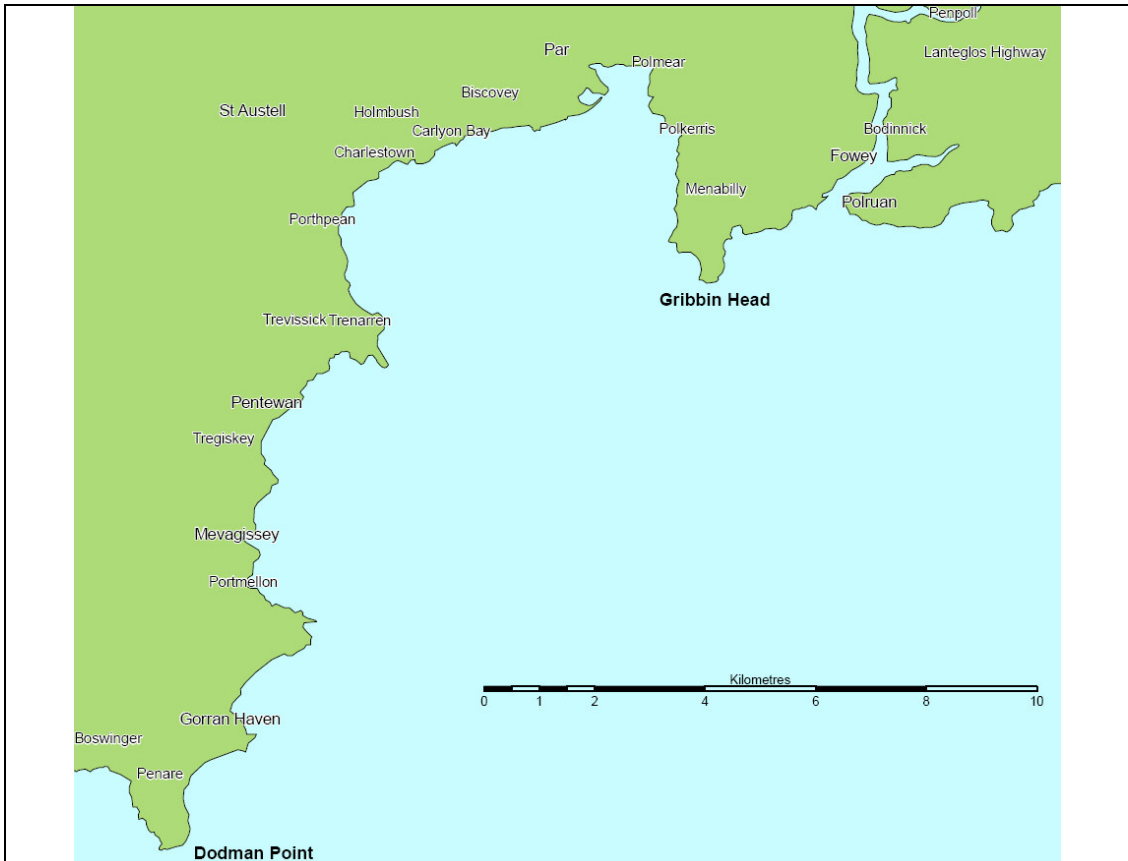 Penpoll
Par
Lanteglos Highway
Polmear
Biscovey
St Austell
Holmbush
Carlyon Bay
Polkerris
Bodinnick
Charlestown
Fowey
Menabilly
Polruan
Porthpean
Gribbin Head
Trevissick Trenarren
Pentewan
Tregiskey
Mevagissey
Portmellon
Kilometres
0 1 2 4 6 8 10
Gorran Haven
Boswinger
Penare
Dodman Point